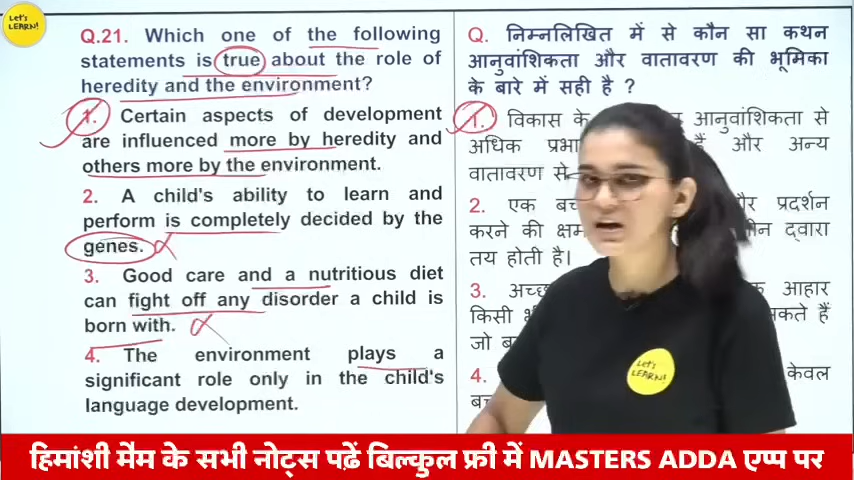 Let's
LEARN!
Q.21. Which one of the following
statements is true about the role of
heredity and the environment?
1. Certain aspects of development
are influenced more by heredity and
others more by the environment.
2. A child's ability to learn and
perform is completely decided by the
genes.
3. Good care and a nutritious diet
can fight off any disorder a child is
born with.
4. The environment plays a
significant role only in the child's
language development.
Q. निम्नलिखित में से कौन सा कथन
आनुवांशिकता और वातावरण की भूमिका
के बारे में सही है ?
1. विकास के आनुवांशिकता से
अधिक और अन्य
वातावरण से
2. एक प्रदर्शन
करने की द्वारा
तय होती है।
3. आहार
किसी
जो
4. केवल
Let's
LEARN!
हिमांशी मैम के सभी नोट्स पढ़ें बिल्कुल फ्री में MASTERS ADDA एप्प पर